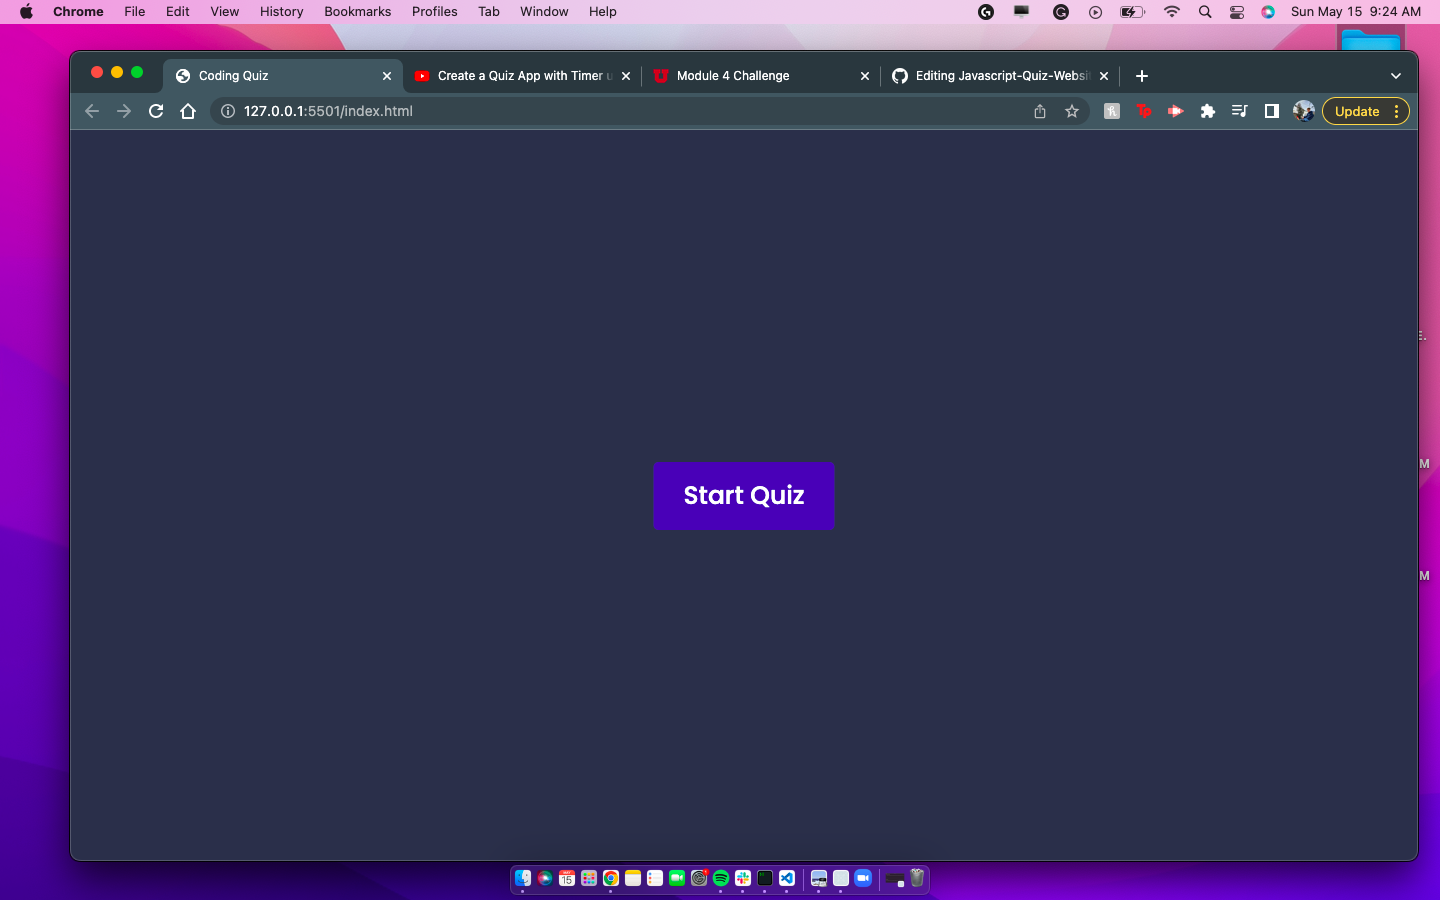 Chrome File Edit View History Bookmarks Profiles Tab Window Help Sun May 15 9:24 AM
Coding Quiz Create a Quiz App with Timer u Module 4 Challenge Editing Javascript-Quiz-Websi
127.0.0.1:5501/index.html Update
E.
M
Start Quiz
M
15